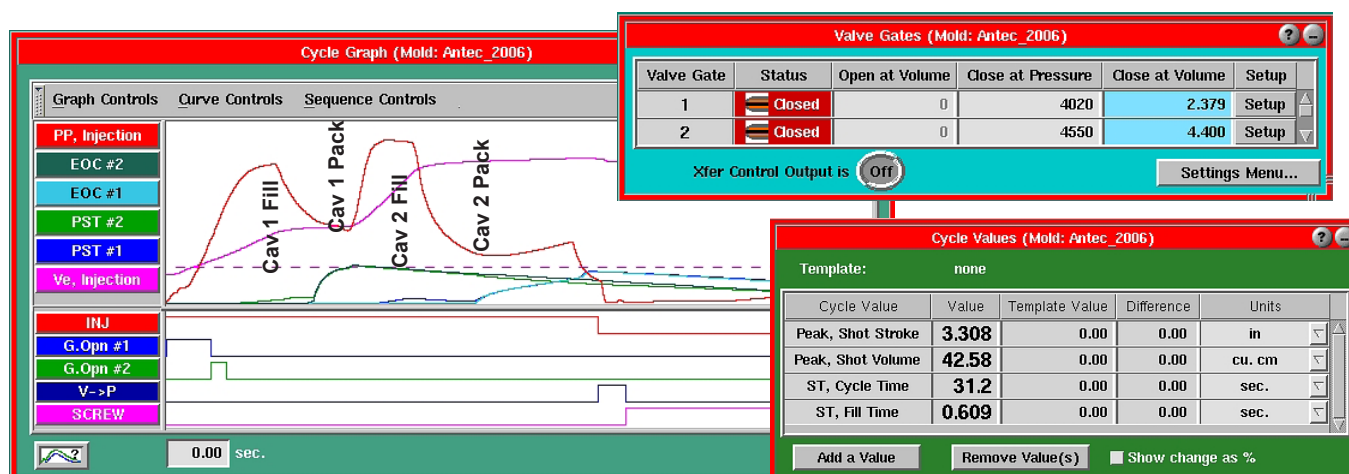 Cycle Graph (Mold: Antec_2006)
Graph Controls Curve Controls Sequence Controls
PP, Injection
EOC #2
EOC #1
PST #2
PST #1
Ve, Injection
Cav 1 Fill
Cav 1 Pack
Cav 2 Fill
Cav 2 Pack
INJ
G.Opn #1
G.Opn #2
V->P
SCREW
? 0.00 sec.
Valve Gates (Mold: Antec_2006) ?
Valve Gate Status Open at Volume Close at Pressure Close at Volume Setup
1 Closed 0 4020 2.379 Setup
2 Closed 0 4550 4.400 Setup
Xfer Control Output is Off Settings Menu...
Cycle Values (Mold: Antec_2006) ?
Template: none
Cycle Value Value Template Value Difference Units
Peak, Shot Stroke 3.308 0.00 0.00 in
Peak, Shot Volume 42.58 0.00 0.00 cu. cm
ST, Cycle Time 31.2 0.00 0.00 sec.
ST, Fill Time 0.609 0.00 0.00 sec.
Add a Value Remove Value(s) Show change as %